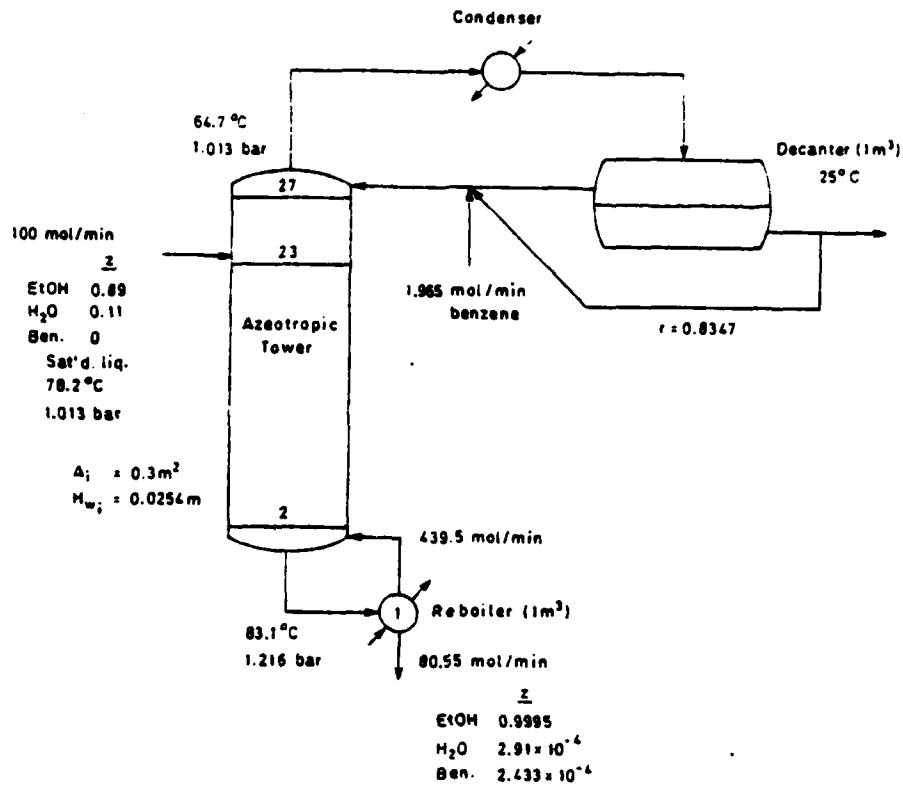 Condenser
64.7 °C
1.013 bar
Decanter (1m³)
25°C
27
100 mol/min
23
z
EtOH 0.89
H₂O 0.11
Ben. 0
Sat'd. liq.
78.2 °C
1.013 bar
1.965 mol/min
benzene
r = 0.8347
Azeotropic
Tower
Aᵢ = 0.3m²
H_wᵢ = 0.0254m
2
439.5 mol/min
1
Reboiler (1m³)
83.1°C
1.216 bar
80.55 mol/min
z
EtOH 0.9995
H₂O 2.91 × 10⁻⁴
Ben. 2.433 × 10⁻⁴